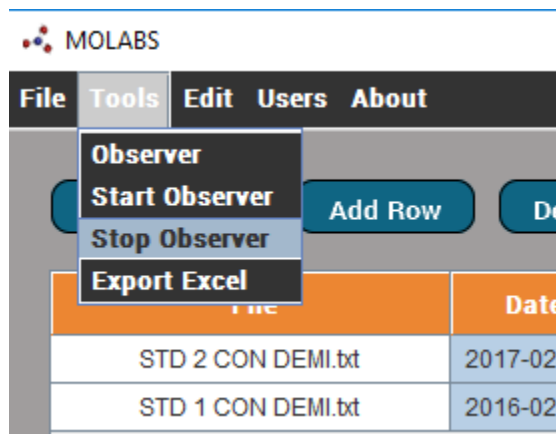 MOLABS
File Tools Edit Users About
Observer
Start Observer
Stop Observer
Export Excel
Add Row
Date
STD 2 CON DEMI.txt 2017-02
STD 1 CON DEMI.txt 2016-02